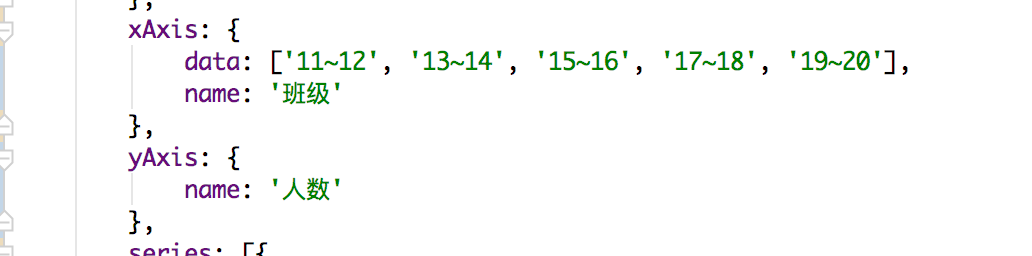 },
xAxis: {
data: ['11~12', '13~14', '15~16', '17~18', '19~20'],
name: '班级'
},
yAxis: {
name: '人数'
},
series: [{